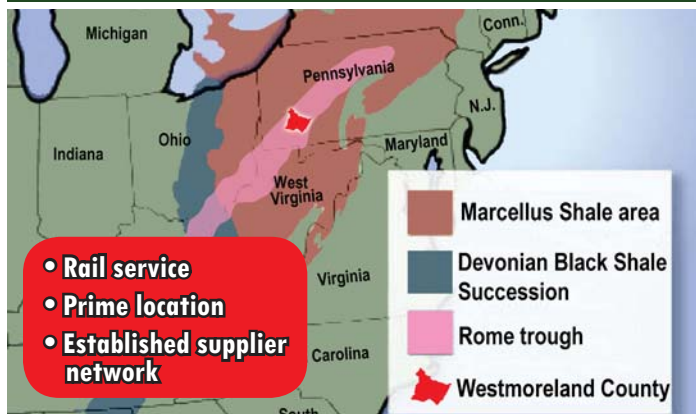 Michigan
Conn.
Pennsylvania
N.J.
Ohio
Maryland
Indiana
West
Virginia
Marcellus Shale area
Devonian Black Shale
Succession
Rome trough
Westmoreland County
Virginia
Carolina
South
• Rail service
• Prime location
• Established supplier
network